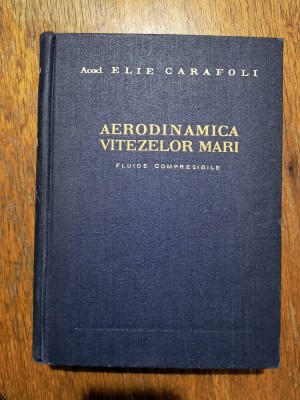 Acad. ELIE CARAFOLI
AERODINAMICA
VITEZELOR MARI
FLUIDE COMPRESIBILE